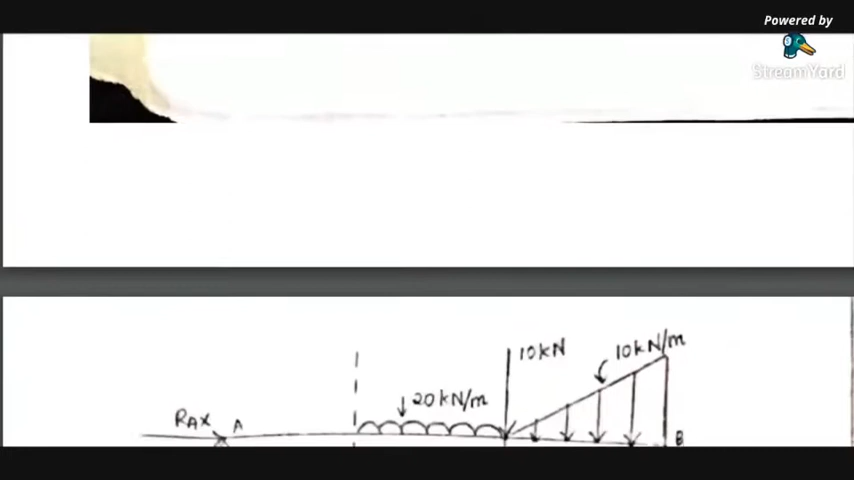 Powered by
StreamYard
10kN
10kN/m
20kN/m
RAX A
B